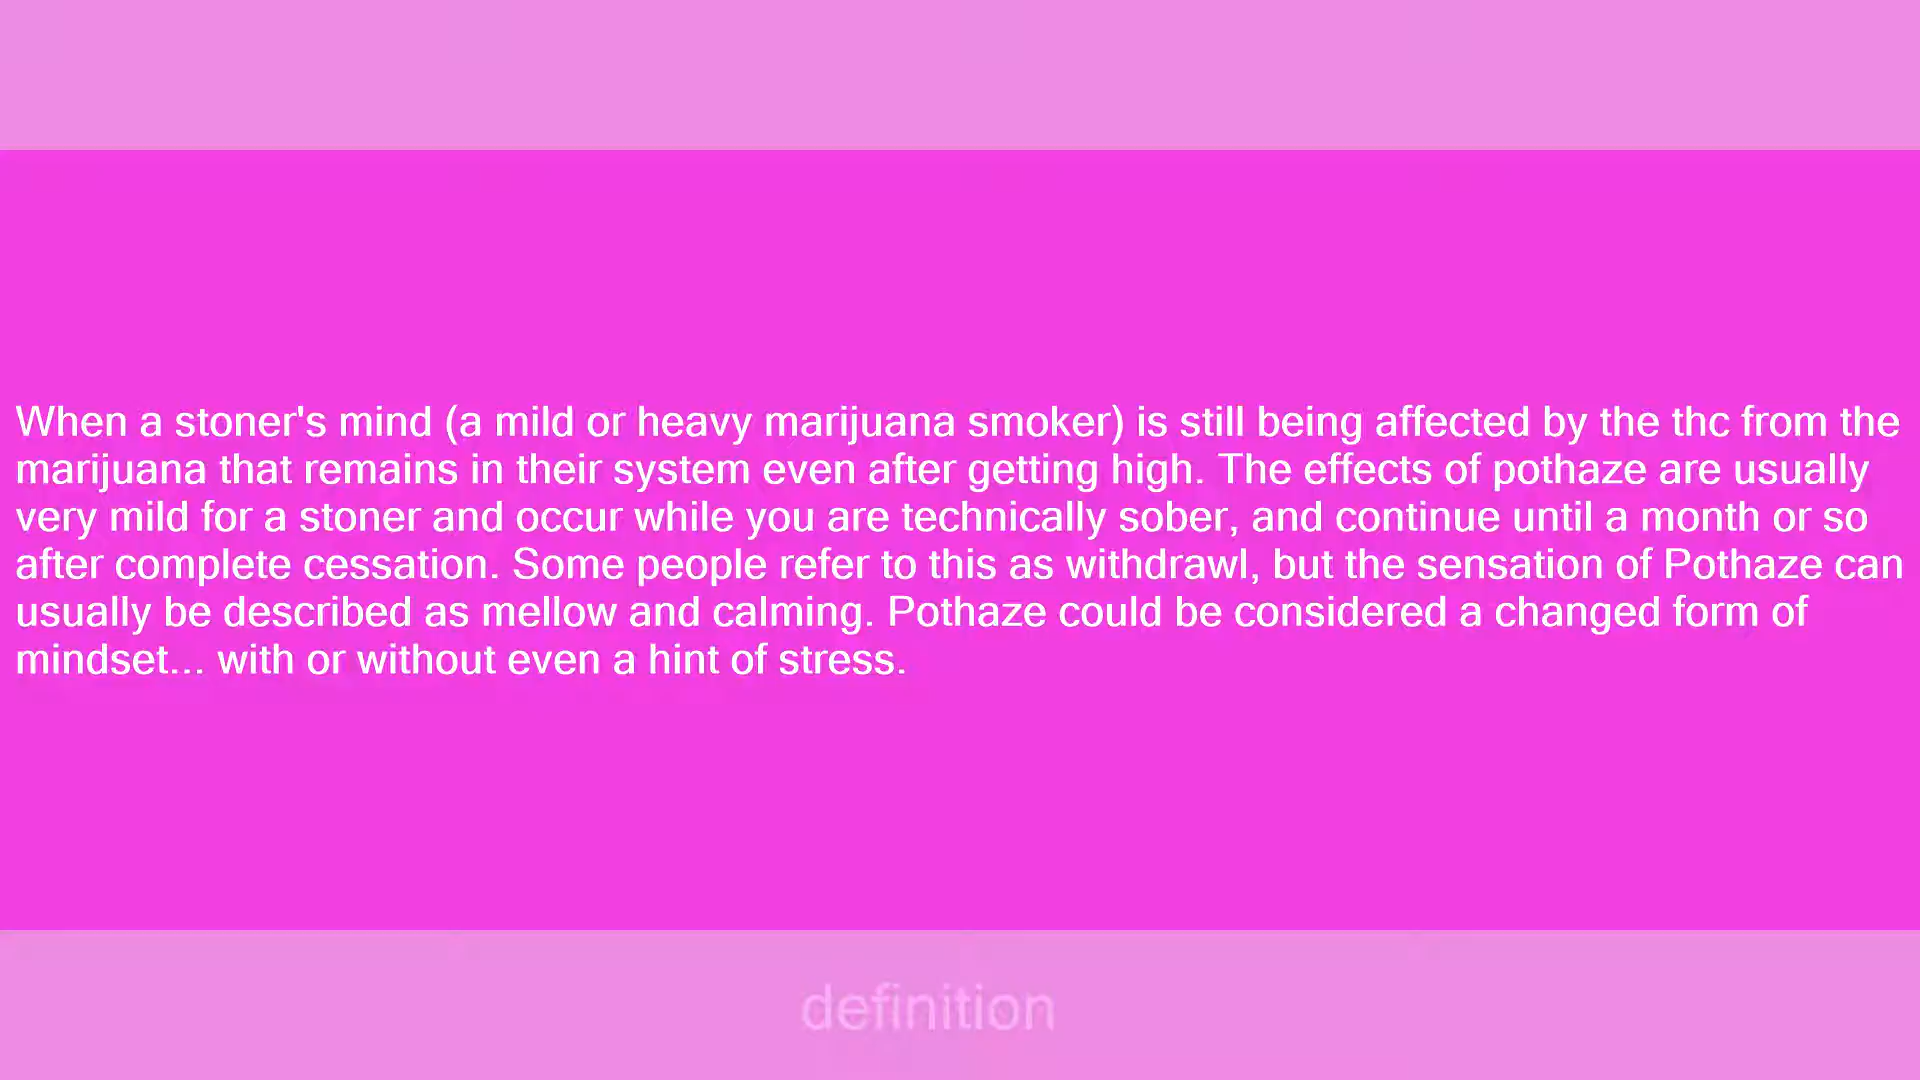 When a stoner's mind (a mild or heavy marijuana smoker) is still being affected by the thc from the
marijuana that remains in their system even after getting high. The effects of pothaze are usually
very mild for a stoner and occur while you are technically sober, and continue until a month or so
after complete cessation. Some people refer to this as withdrawl, but the sensation of Pothaze can
usually be described as mellow and calming. Pothaze could be considered a changed form of
mindset... with or without even a hint of stress.
definition